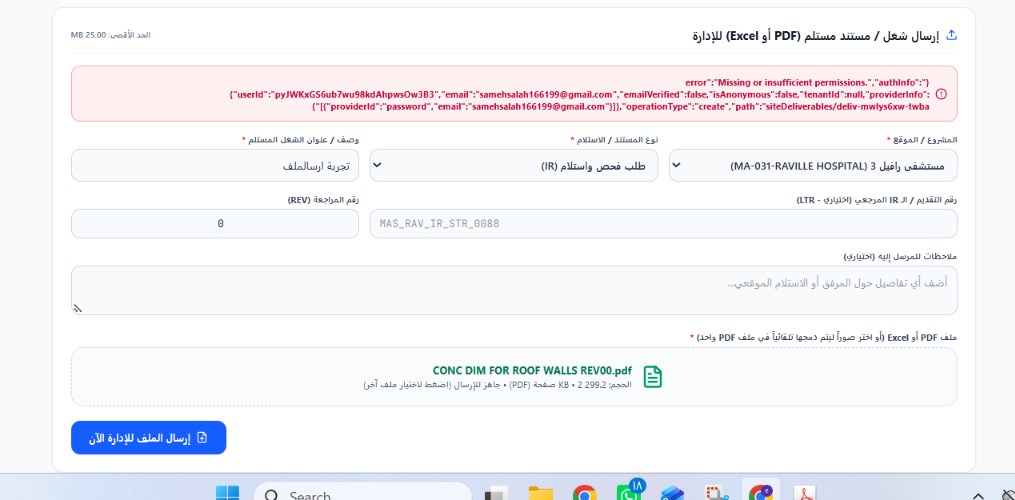 إرسال شغل / مستند مستلم (PDF أو Excel) للإدارة
الحد الأقصى: 25.00 MB
error":"Missing or insufficient permissions.","authInfo":"}
{"userId":"pyJWKxGS6ub7wu98kdAhpwsOw3B3","email":"samehsalah166199@gmail.com","emailVerified":false,"isAnonymous":false,"tenantId":null,"providerInfo":
{"[{"providerId":"password","email":"samehsalah166199@gmail.com"}]},"operationType":"create","path":"siteDeliverables/deliv-mwlys6xw-twba
المشروع / الموقع *
نوع المستند / الاستلام *
وصف / عنوان الشغل المستلم *
مستشفى رافيل 3 (MA-031-RAVILLE HOSPITAL)
طلب فحص واستلام (IR)
تجربة ارسالملف
رقم التقديم / الـ IR المرجعي (اختياري - LTR)
رقم المراجعة (REV)
MAS_RAV_IR_STR_0088
0
ملاحظات للمرسل إليه (اختياري)
أضف أي تفاصيل حول المرفق أو الاستلام الموقعي...
ملف PDF أو Excel (أو اختر صوراً ليتم دمجها تلقائياً في ملف PDF واحد) *
CONC DIM FOR ROOF WALLS REV00.pdf
الحجم: 299.2 KB • 2 صفحة (PDF) • جاهز للإرسال (اضغط لاختيار ملف آخر)
إرسال الملف للإدارة الآن
Search
١٨